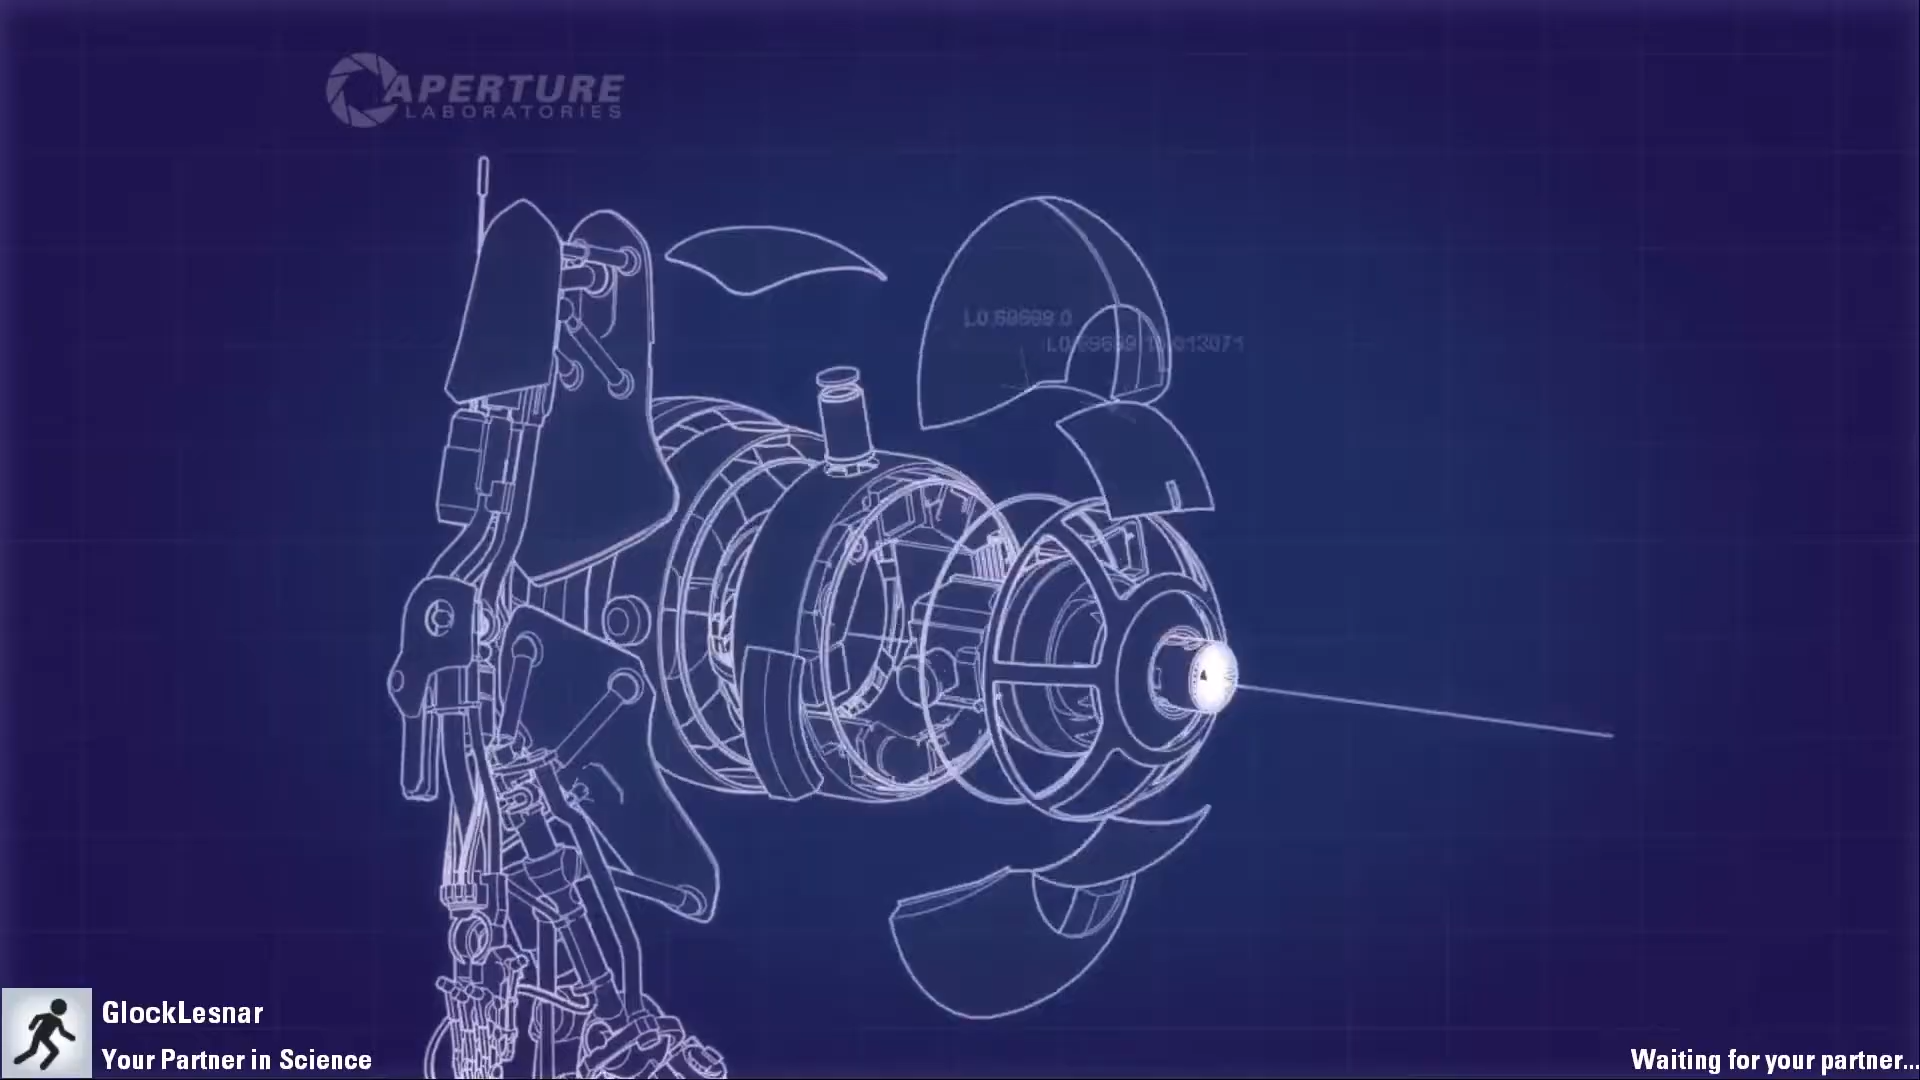 APERTURE
LABORATORIES
GlockLesnar
Your Partner in Science
Waiting for your partner...